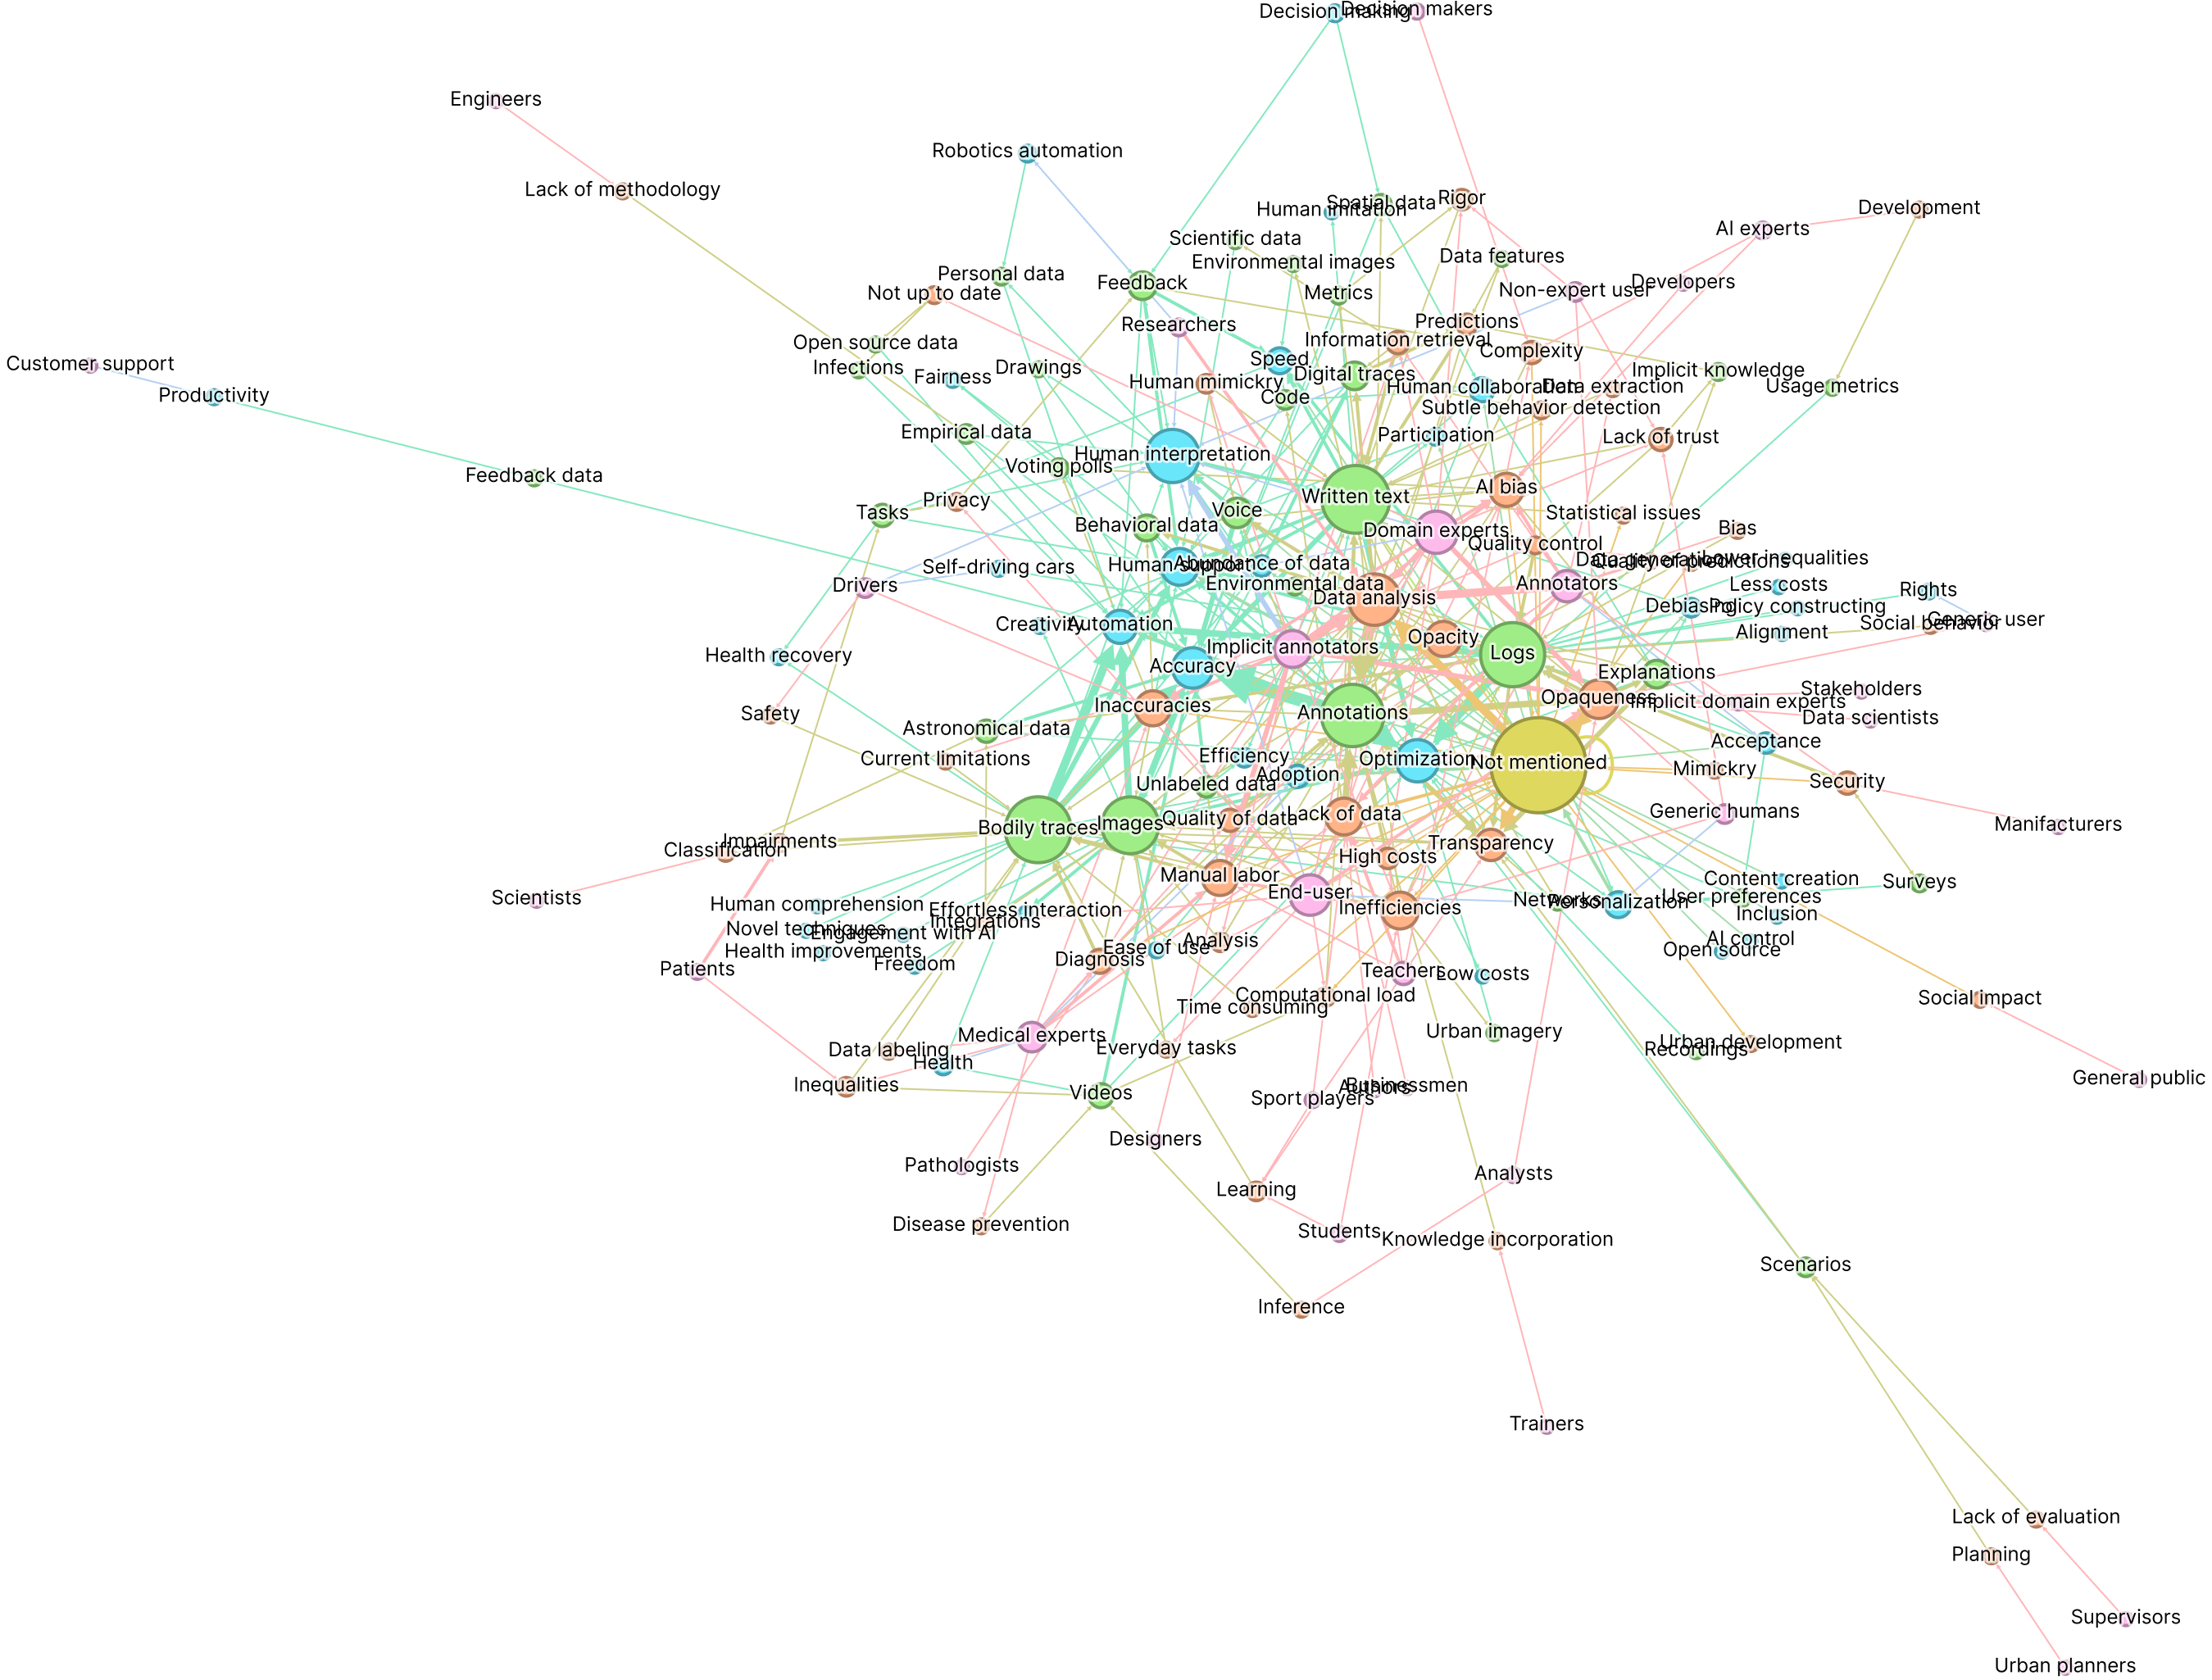 Decision making
Decision makers
Engineers
Robotics automation
Lack of methodology
Rigor
Spatial data
Human imitation
Development
AI experts
Scientific data
Data features
Environmental images
Personal data
Feedback
Developers
Non-expert user
Not up to date
Metrics
Researchers
Predictions
Open source data
Information retrieval
Complexity
Speed
Customer support
Infections
Drawings
Implicit knowledge
Fairness
Human mimickry
Digital traces
Human collaboration
Data extraction
Usage metrics
Productivity
Code
Subtle behavior detection
Empirical data
Participation
Lack of trust
Human interpretation
Voting polls
Feedback data
AI bias
Written text
Privacy
Tasks
Voice
Statistical issues
Behavioral data
Bias
Domain experts
Quality control
Data generation
Lower inequalities
Quality of predictions
Human support
Abundance of data
Self-driving cars
Drivers
Environmental data
Annotators
Less costs
Rights
Data analysis
Debiasing
Policy constructing
Generic user
Social behavior
Creativity
Automation
Alignment
Opacity
Implicit annotators
Logs
Health recovery
Accuracy
Explanations
Stakeholders
Opaqueness
Implicit domain experts
Inaccuracies
Safety
Annotations
Data scientists
Astronomical data
Acceptance
Efficiency
Current limitations
Optimization
Not mentioned
Mimickry
Adoption
Unlabeled data
Security
Generic humans
Lack of data
Quality of data
Images
Bodily traces
Manifacturers
Impairments
Classification
Transparency
High costs
Manual labor
Content creation
Surveys
End-user
Scientists
User preferences
Networks
Personalization
Human comprehension
Inefficiencies
Effortless interaction
Inclusion
Integrations
Novel techniques
Engagement with AI
AI control
Analysis
Ease of use
Open source
Health improvements
Diagnosis
Freedom
Patients
Teachers
Low costs
Computational load
Social impact
Time consuming
Urban imagery
Medical experts
Urban development
Data labeling
Everyday tasks
Recordings
Health
General public
Inequalities
Authors
Businessmen
Videos
Sport players
Designers
Pathologists
Analysts
Learning
Disease prevention
Students
Knowledge incorporation
Scenarios
Inference
Trainers
Lack of evaluation
Planning
Supervisors
Urban planners